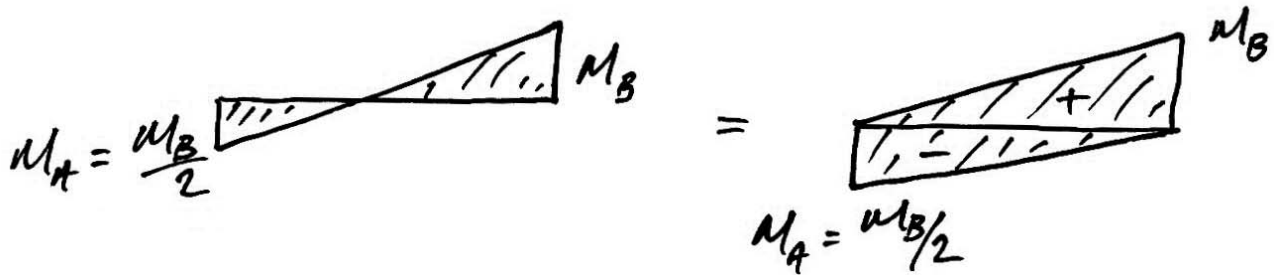 M_A = M_B/2
M_B
=
+
-
M_B
M_A = M_B/2